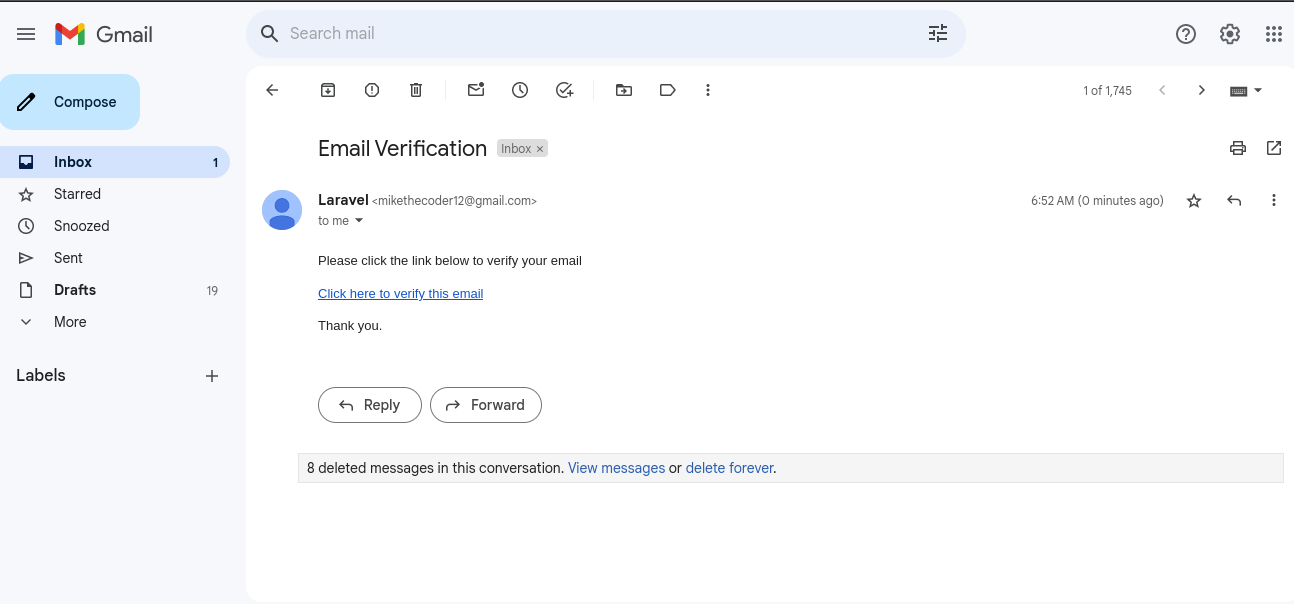 Gmail
Search mail
Compose
1 of 1,745
Email Verification Inbox ×
Inbox 1
Starred
Laravel <mikethecoder12@gmail.com> 6:52 AM (0 minutes ago)
to me
Snoozed
Sent
Drafts 19
More
Please click the link below to verify your email
Click here to verify this email
Thank you.
Labels
Reply Forward
8 deleted messages in this conversation. View messages or delete forever.